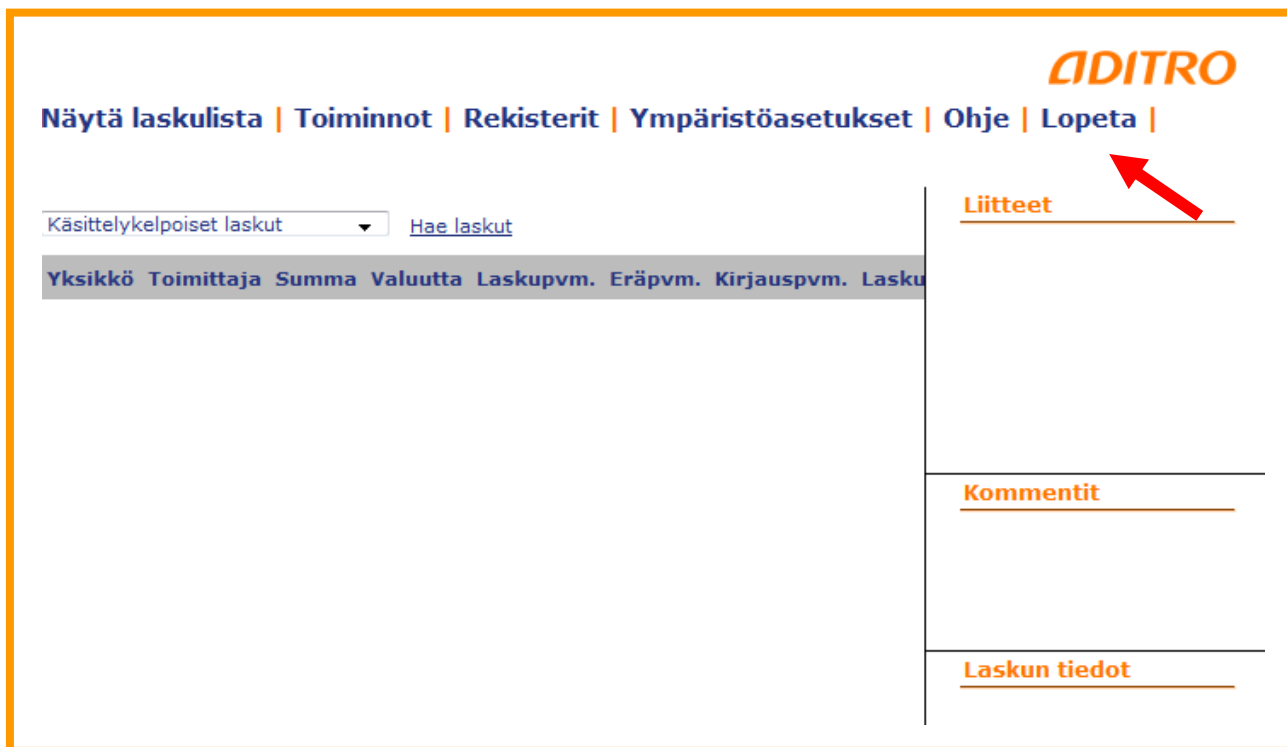 ADITRO
Näytä laskulista | Toiminnot | Rekisterit | Ympäristöasetukset | Ohje | Lopeta |
Käsittelykelpoiset laskut Hae laskut
Yksikkö Toimittaja Summa Valuutta Laskupvm. Eräpvm. Kirjauspvm. Lasku
Liitteet
Kommentit
Laskun tiedot